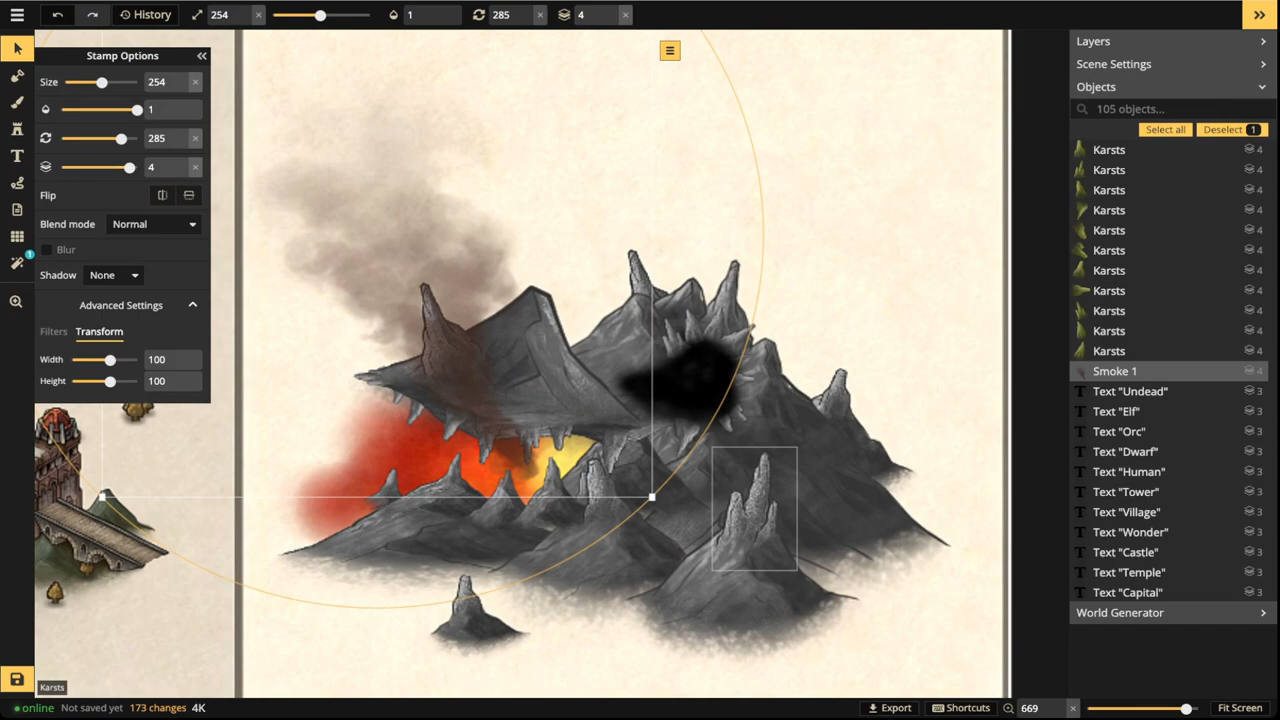 History 254 × 1 285 × 4 ×
Stamp Options
Size 254 ×
1
285 ×
4 ×
Flip
Blend mode Normal
Blur
Shadow None
Advanced Settings
Filters Transform
Width 100
Height 100
1
Layers
Scene Settings
Objects
105 objects...
Select all Deselect 1
Karsts 4
Karsts 4
Karsts 4
Karsts 4
Karsts 4
Karsts 4
Karsts 4
Karsts 4
Karsts 4
Karsts 4
Karsts 4
Smoke 1 4
T Text "Undead" 3
T Text "Elf" 3
T Text "Orc" 3
T Text "Dwarf" 3
T Text "Human" 3
T Text "Tower" 3
T Text "Village" 3
T Text "Wonder" 3
T Text "Castle" 3
T Text "Temple" 3
T Text "Capital" 3
World Generator
Karsts
online Not saved yet 173 changes 4K Export Shortcuts 669 × Fit Screen